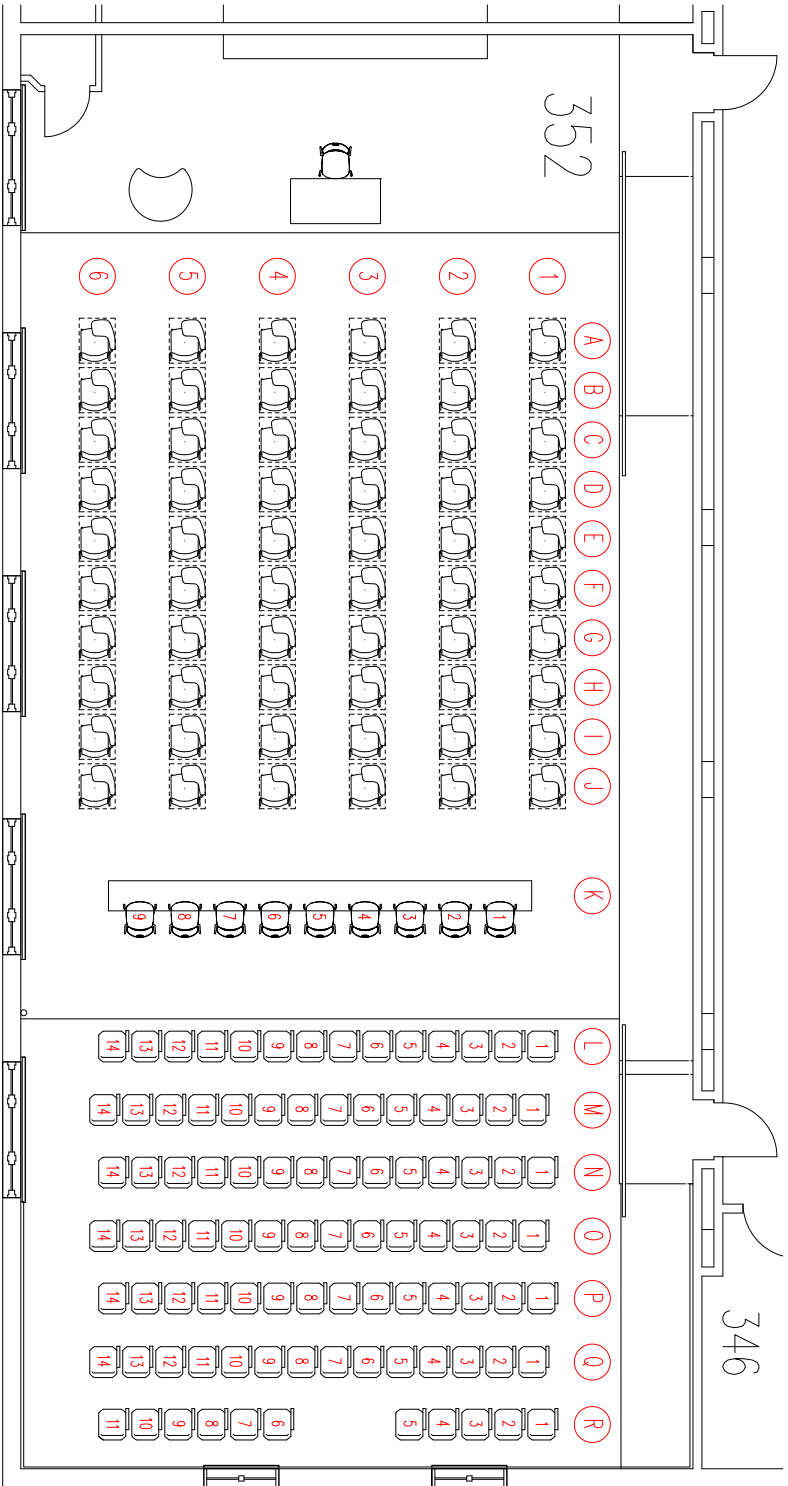 352
1 2 3 4 5 6
A
B
C
D
E
F
G
H
I
J
K
1 2 3 4 5 6 7 8 9
L 1 2 3 4 5 6 7 8 9 10 11 12 13 14
M 1 2 3 4 5 6 7 8 9 10 11 12 13 14
N 1 2 3 4 5 6 7 8 9 10 11 12 13 14
O 1 2 3 4 5 6 7 8 9 10 11 12 13 14
P 1 2 3 4 5 6 7 8 9 10 11 12 13 14
Q 1 2 3 4 5 6 7 8 9 10 11 12 13 14
R 1 2 3 4 5 6 7 8 9 10 11
346